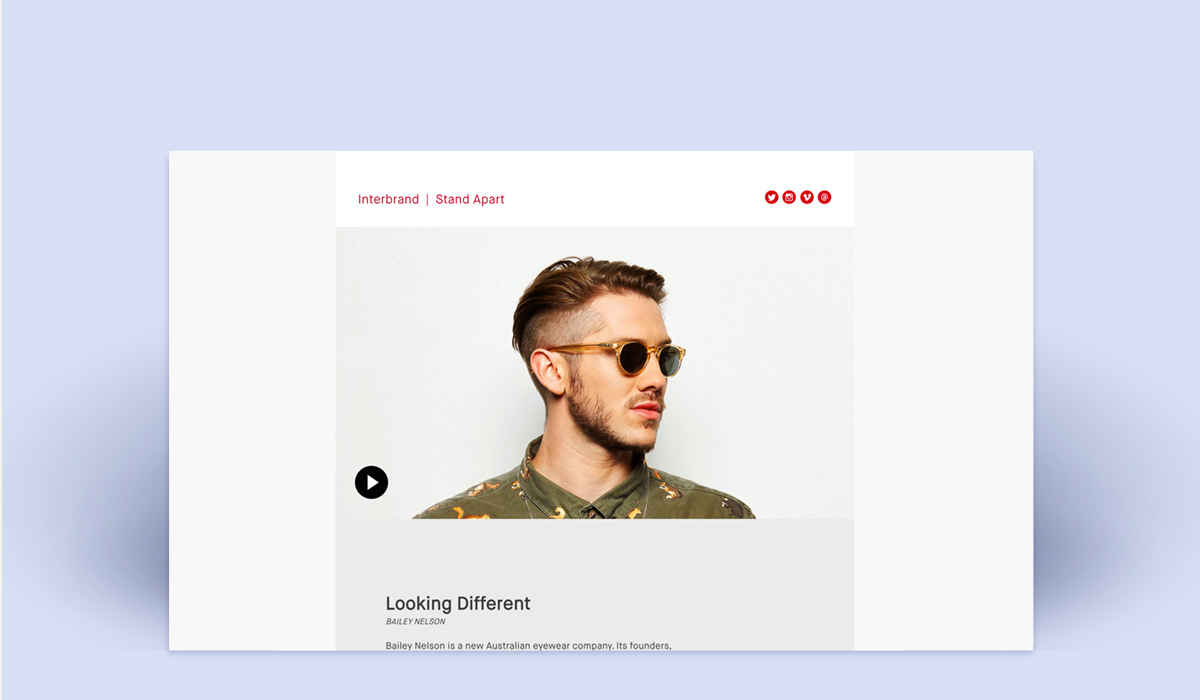 Interbrand | Stand Apart
Looking Different
BAILEY NELSON
Bailey Nelson is a new Australian eyewear company. Its founders,